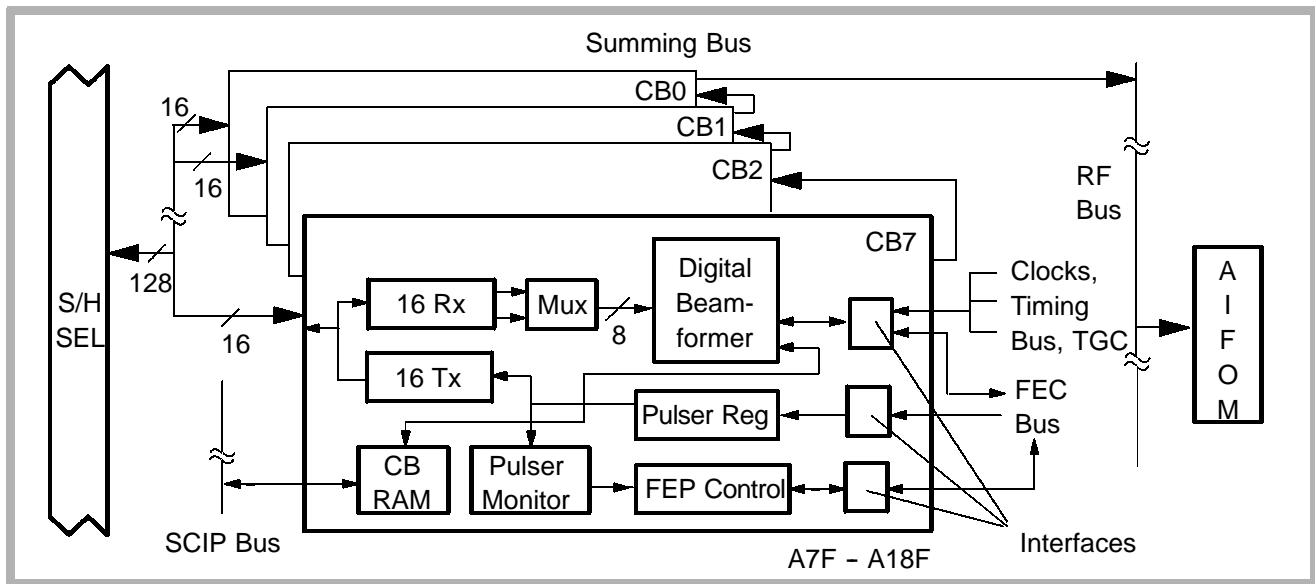 Summing Bus
CB0
16
CB1
16
CB2
RF
Bus
CB7
128
S/H
SEL
16
16 Rx
Mux
8
Digital
Beam-
former
Clocks,
Timing
Bus, TGC
A
I
F
O
M
16 Tx
Pulser Reg
FEC
Bus
CB
RAM
Pulser
Monitor
FEP Control
SCIP Bus
A7F - A18F
Interfaces